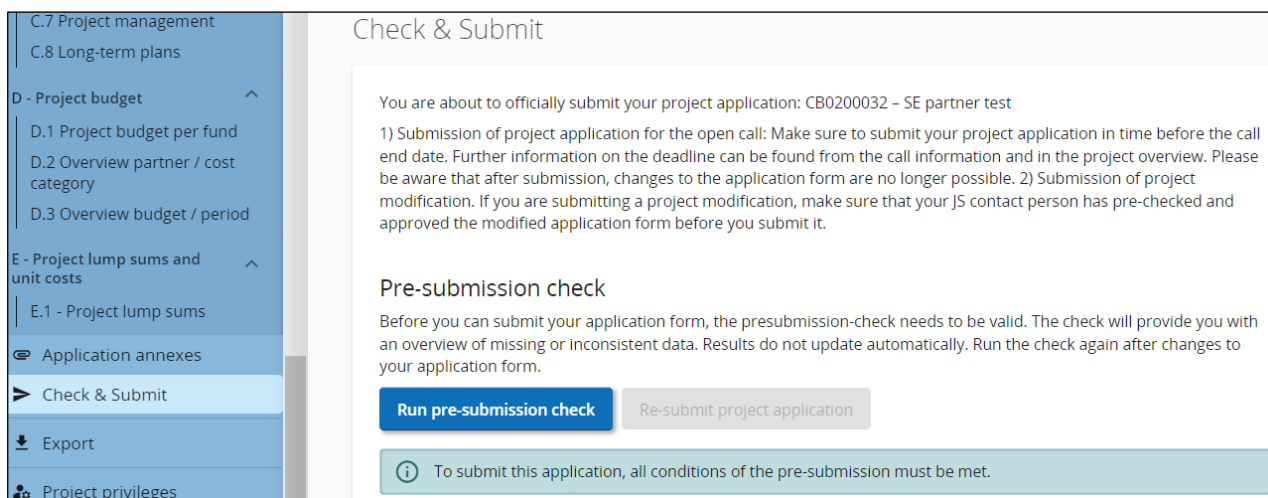 C.7 Project management
C.8 Long-term plans
D - Project budget
D.1 Project budget per fund
D.2 Overview partner / cost
category
D.3 Overview budget / period
E - Project lump sums and
unit costs
E.1 - Project lump sums
Application annexes
Check & Submit
Export
Project privileges
Check & Submit
You are about to officially submit your project application: CB0200032 – SE partner test
1) Submission of project application for the open call: Make sure to submit your project application in time before the call
end date. Further information on the deadline can be found from the call information and in the project overview. Please
be aware that after submission, changes to the application form are no longer possible. 2) Submission of project
modification. If you are submitting a project modification, make sure that your JS contact person has pre-checked and
approved the modified application form before you submit it.
Pre-submission check
Before you can submit your application form, the presubmission-check needs to be valid. The check will provide you with
an overview of missing or inconsistent data. Results do not update automatically. Run the check again after changes to
your application form.
Run pre-submission check
Re-submit project application
To submit this application, all conditions of the pre-submission must be met.